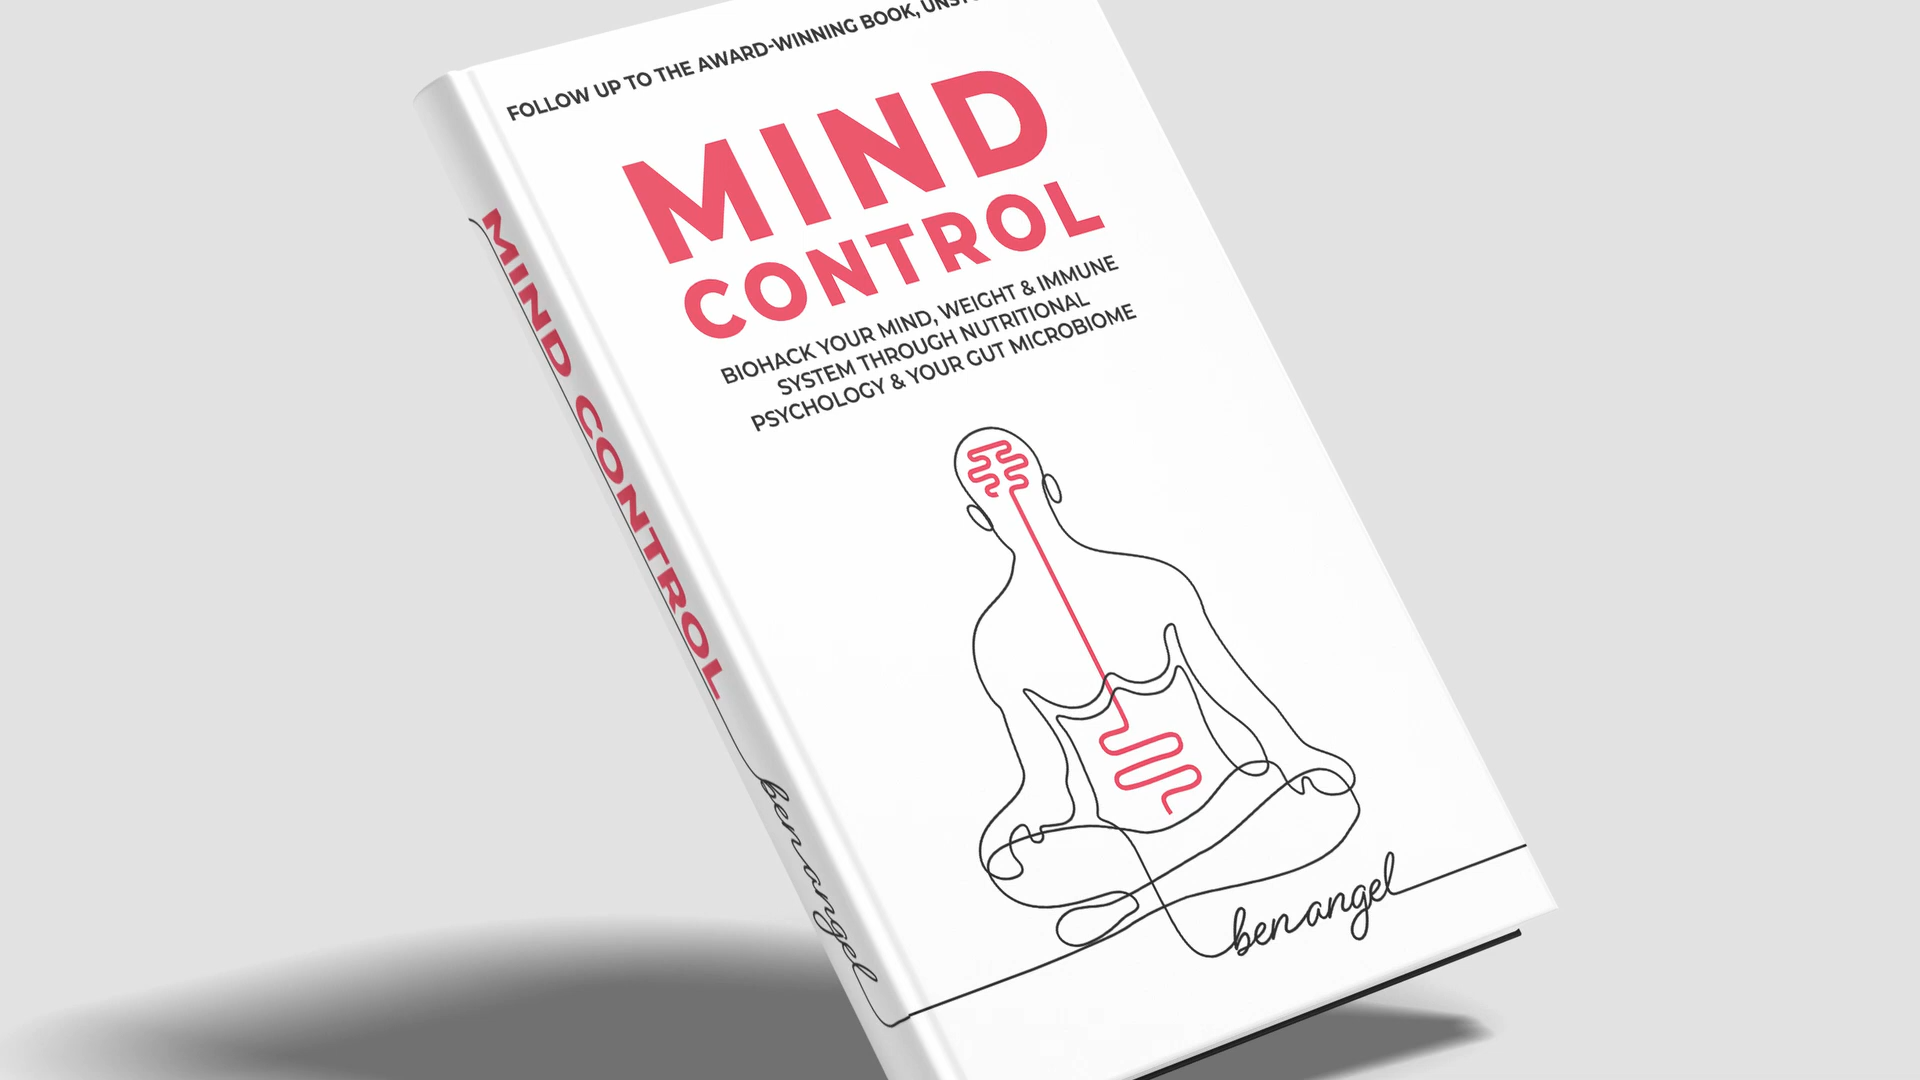 FOLLOW UP TO THE AWARD-WINNING BOOK,
MIND
CONTROL
BIOHACK YOUR MIND, WEIGHT & IMMUNE
SYSTEM THROUGH NUTRITIONAL
PSYCHOLOGY & YOUR GUT MICROBIOME
ben angel
MIND CONTROL
ben angel